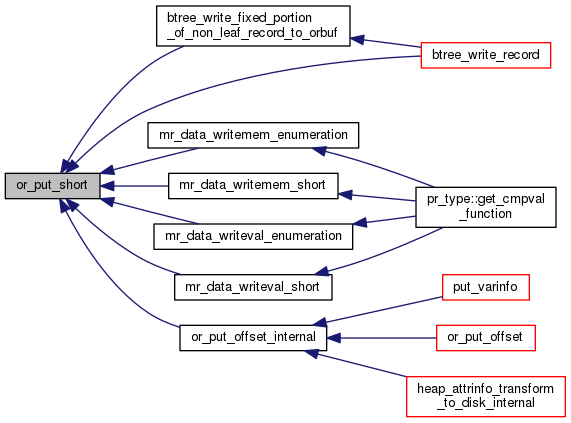 btree_write_fixed_portion
_of_non_leaf_record_to_orbuf
btree_write_record
mr_data_writemem_enumeration
or_put_short
mr_data_writemem_short
pr_type::get_cmpval
_function
mr_data_writeval_enumeration
mr_data_writeval_short
put_varinfo
or_put_offset_internal
or_put_offset
heap_attrinfo_transform
_to_disk_internal